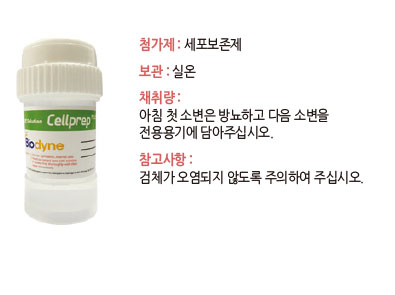 첨가제 : 세포보존제
보관 : 실온
채취량 :
아침 첫 소변은 방뇨하고 다음 소변을
전용용기에 담아주십시오.
참고사항 :
검체가 오염되지 않도록 주의하여 주십시오.
Cellprep
Biodyne